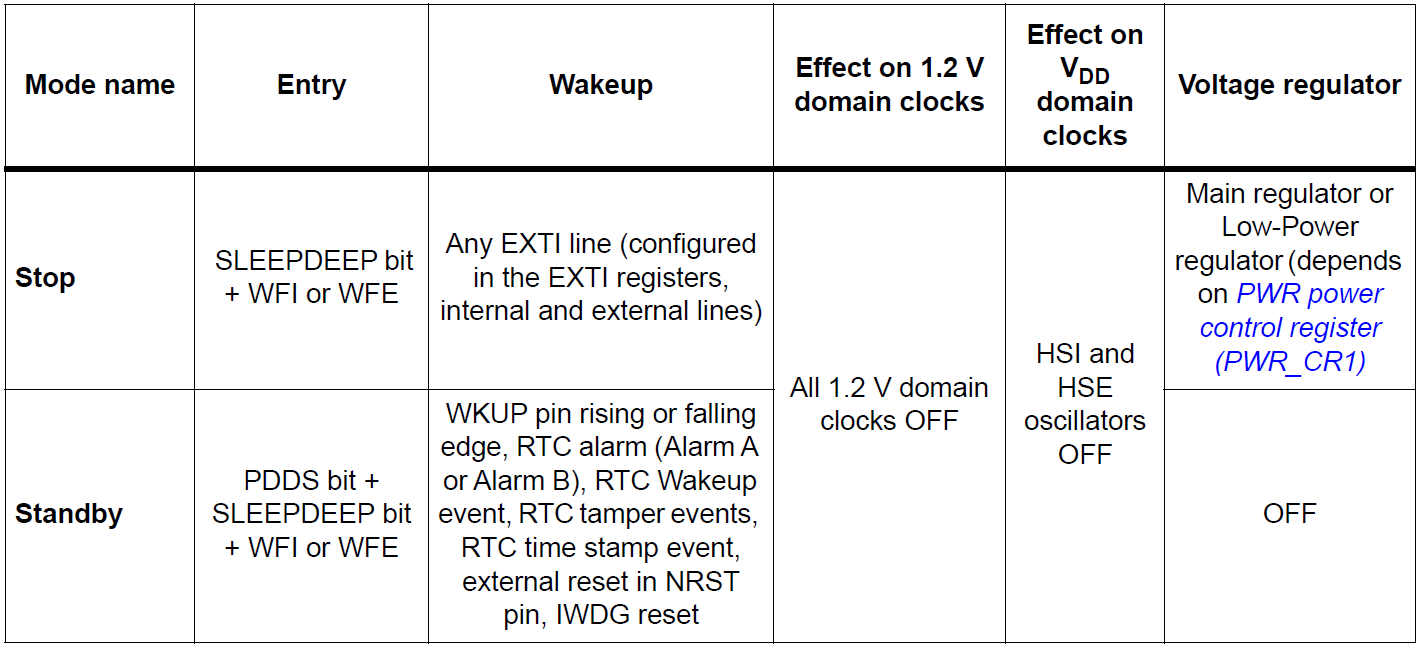 Mode name
Entry
Wakeup
Effect on 1.2 V
domain clocks
Effect on
VDD
domain
clocks
Voltage regulator
Stop
SLEEPDEEP bit
+ WFI or WFE
Any EXTI line (configured
in the EXTI registers,
internal and external lines)
All 1.2 V domain
clocks OFF
HSI and
HSE
oscillators
OFF
Main regulator or
Low-Power
regulator (depends
on PWR power
control register
(PWR_CR1)
Standby
PDDS bit +
SLEEPDEEP bit
+ WFI or WFE
WKUP pin rising or falling
edge, RTC alarm (Alarm A
or Alarm B), RTC Wakeup
event, RTC tamper events,
RTC time stamp event,
external reset in NRST
pin, IWDG reset
OFF